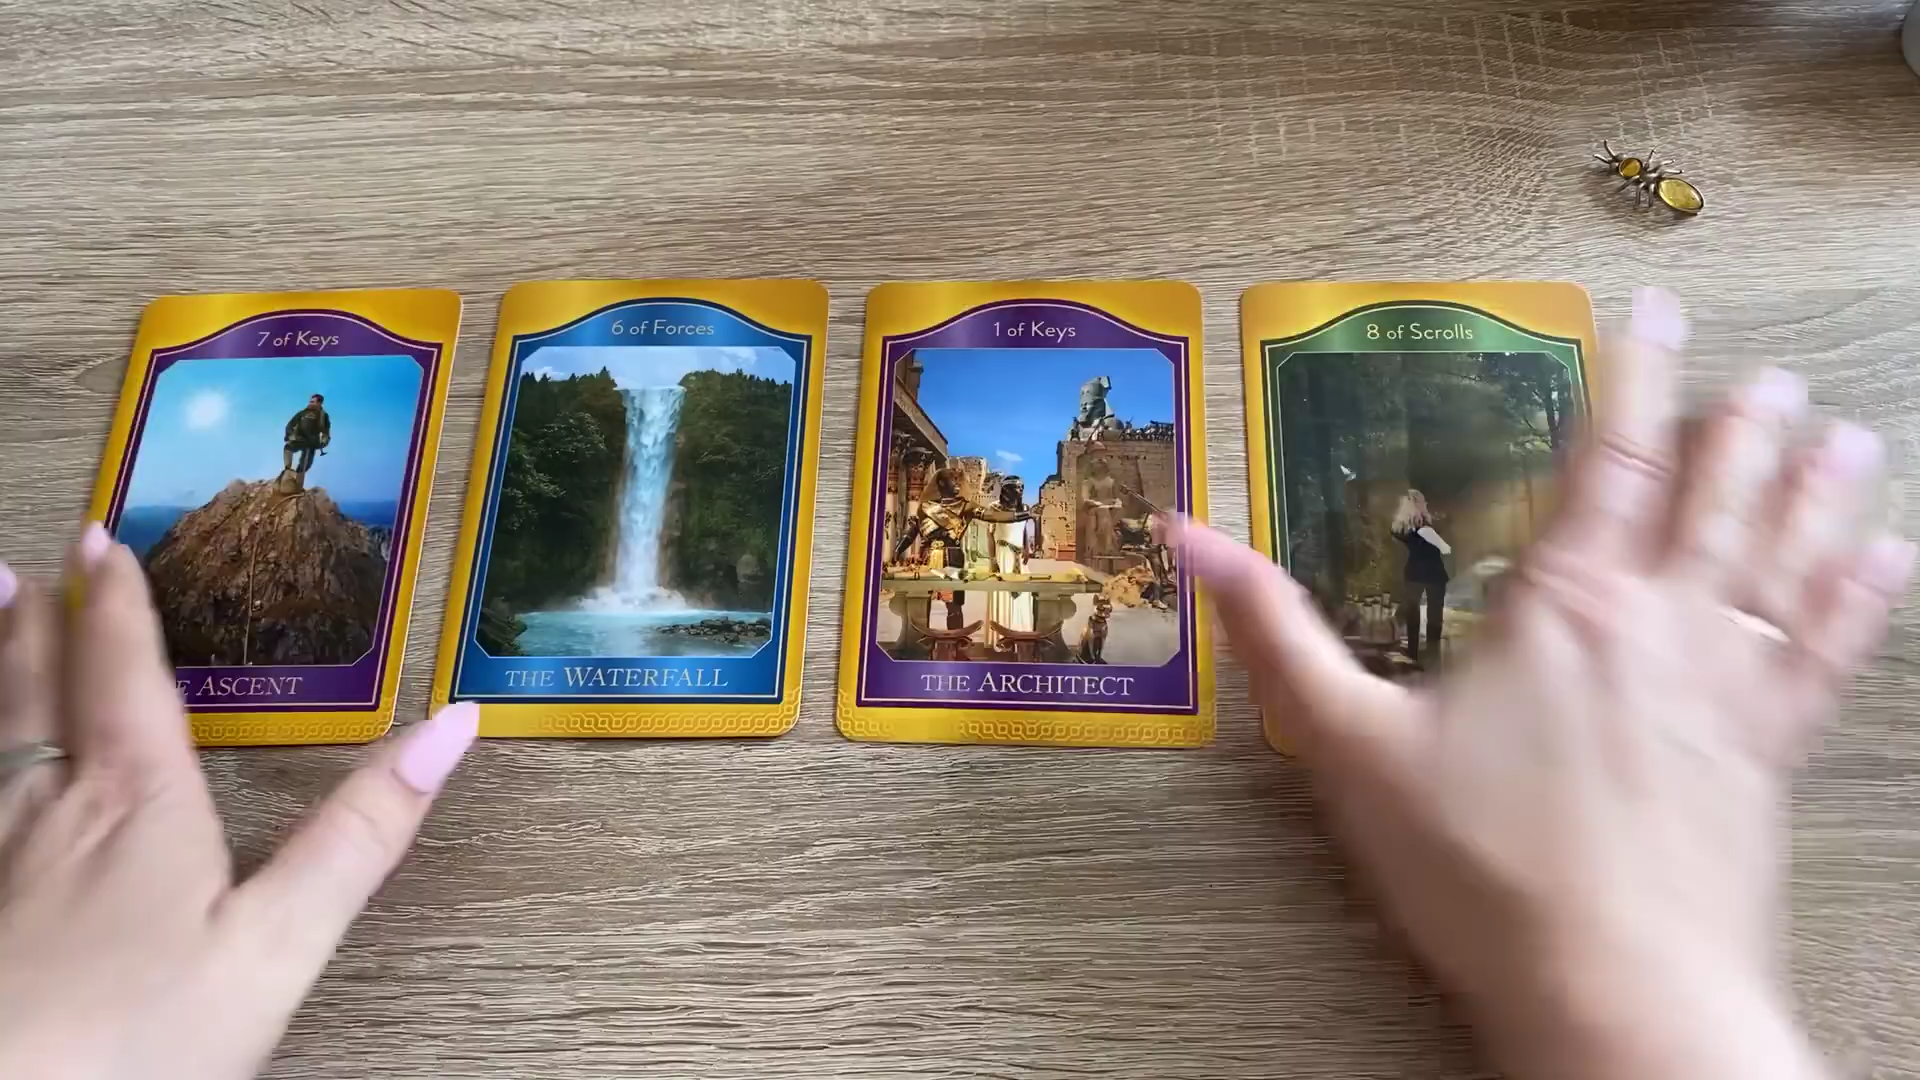 7 of Keys
E ASCENT
6 of Forces
THE WATERFALL
1 of Keys
THE ARCHITECT
8 of Scrolls